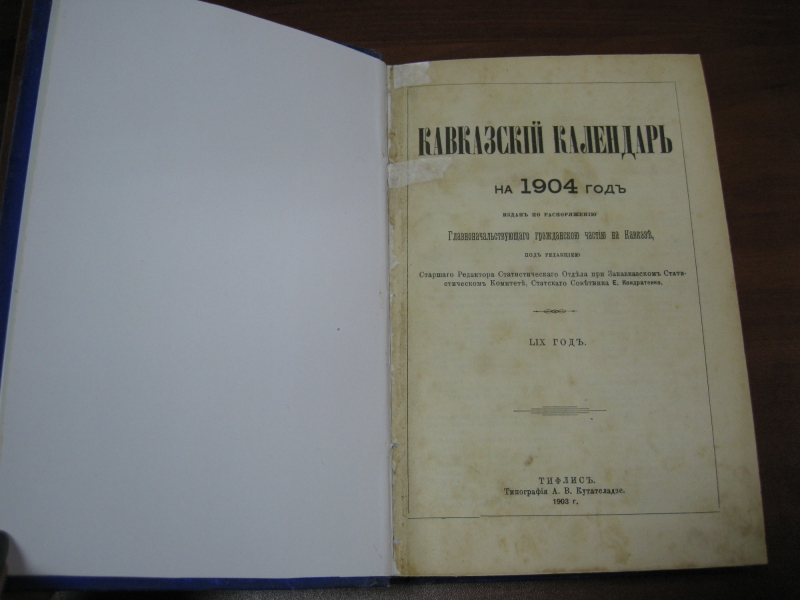 КАВКАЗСКІЙ КАЛЕНДАРЬ
НА 1904 ГОДЪ
ИЗДАНЪ ПО РАСПОРЯЖЕНІЮ
Главноначальствующаго гражданскою частію на Кавказѣ,
ПОДЪ РЕДАКЦІЕЮ
Старшаго Редактора Статистическаго Отдѣла при Закавказскомъ Стати-
стическомъ Комитетѣ, Статскаго Совѣтника Е. Кондратенко.
LIX ГОДЪ.
ТИФЛИСЪ.
Типографія А. В. Кутателадзе.
1903 г.